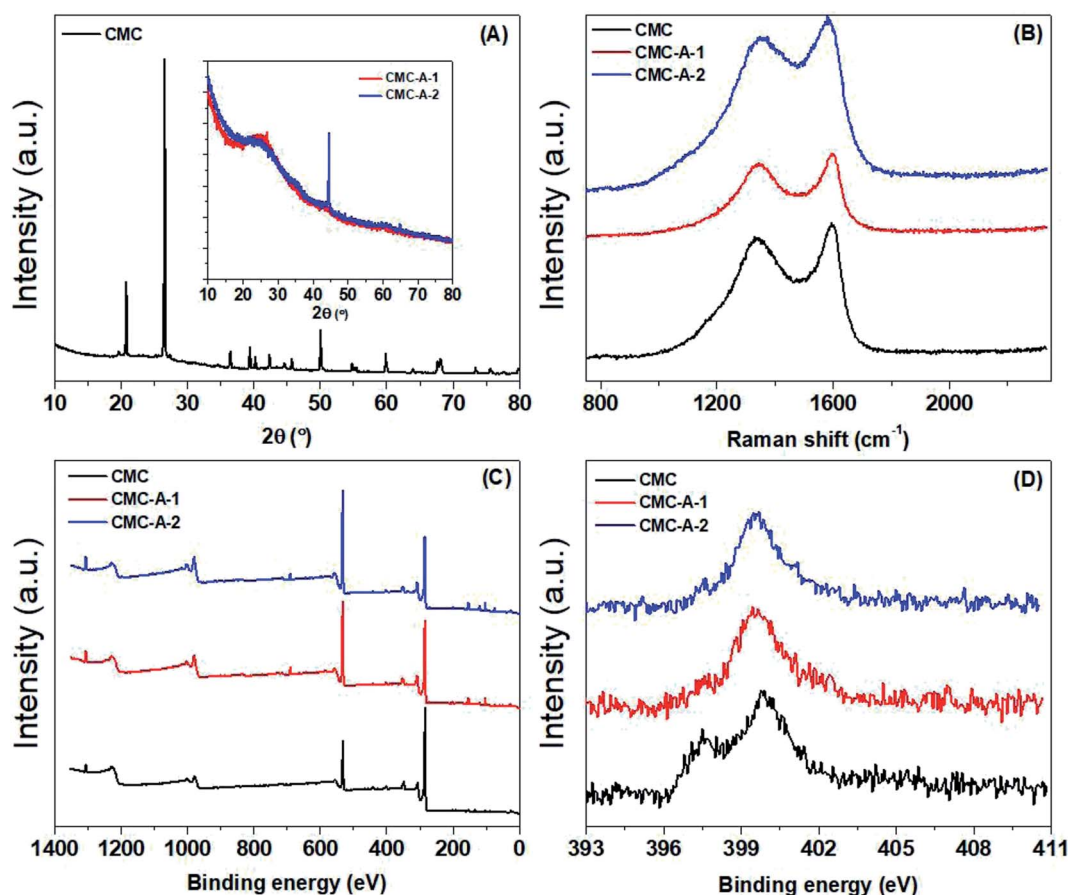 CMC
(A)
CMC-A-1
CMC-A-2
10 20 30 40 50 60 70 80
2θ (°)
Intensity (a.u.)
10 20 30 40 50 60 70 80
2θ (°)
CMC
(B)
CMC-A-1
CMC-A-2
Intensity (a.u.)
800 1200 1600 2000
Raman shift (cm⁻¹)
CMC
(C)
CMC-A-1
CMC-A-2
Intensity (a.u.)
1400 1200 1000 800 600 400 200 0
Binding energy (eV)
CMC
(D)
CMC-A-1
CMC-A-2
Intensity (a.u.)
393 396 399 402 405 408 411
Binding energy (eV)